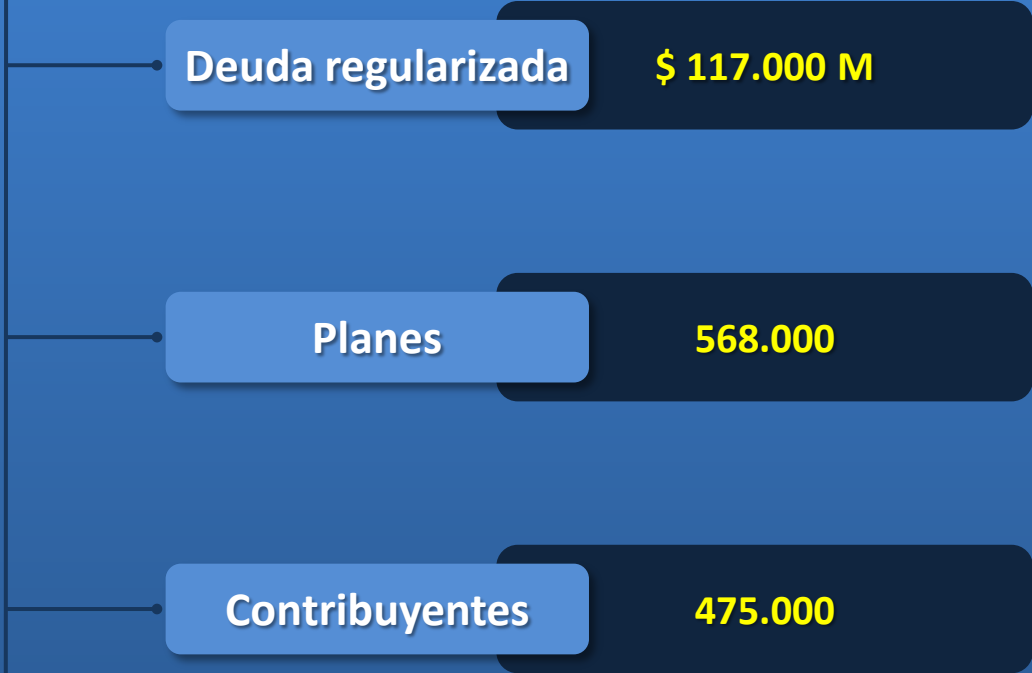 Deuda regularizada $ 117.000 M
Planes 568.000
Contribuyentes 475.000